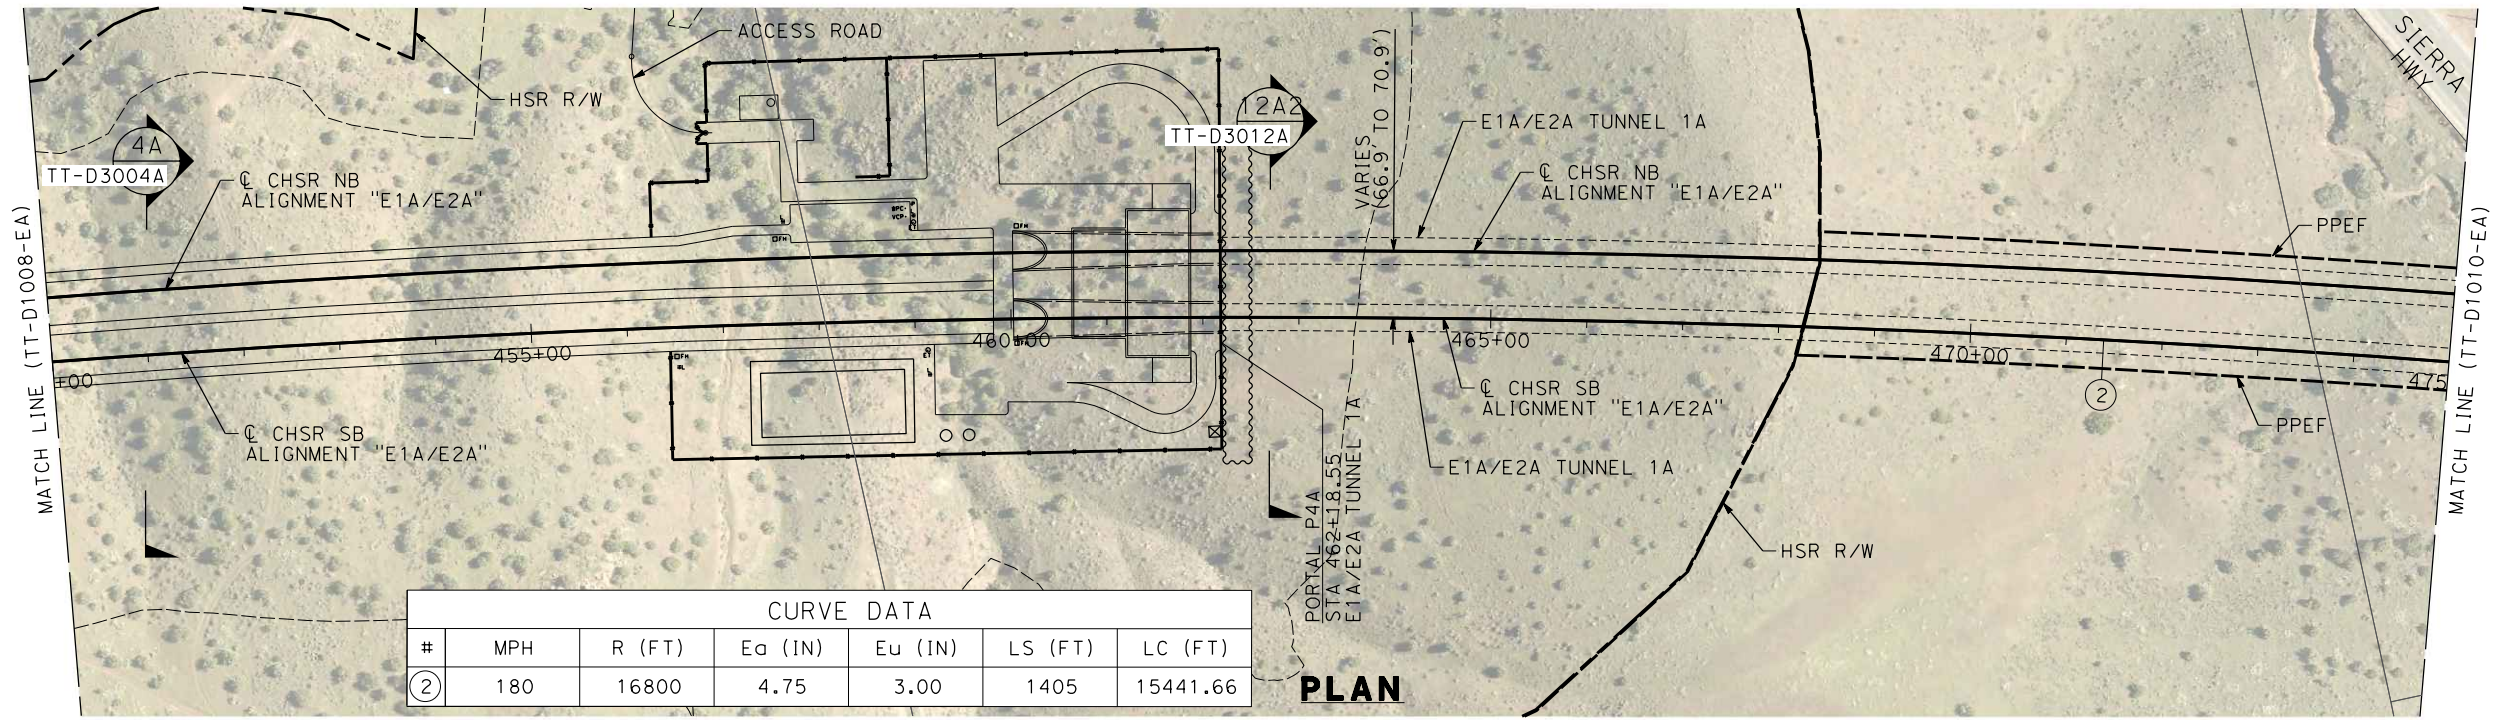 ACCESS ROAD
HSR R/W
4A
TT-D3004A
℄ CHSR NB
ALIGNMENT "E1A/E2A"
MATCH LINE (TT-D1008-EA)
+00
℄ CHSR SB
ALIGNMENT "E1A/E2A"
455+00
460+00
FM
FM
FM
12A2
TT-D3012A
VARIES
(66.9' TO 70.9')
E1A/E2A TUNNEL 1A
℄ CHSR NB
ALIGNMENT "E1A/E2A"
465+00
470+00
475
℄ CHSR SB
ALIGNMENT "E1A/E2A"
E1A/E2A TUNNEL 1A
PORTAL P4A
STA 462+18.55
E1A/E2A TUNNEL 1A
SIERRA
HWY
PPEF
PPEF
2
HSR R/W
MATCH LINE (TT-D1010-EA)
CURVE DATA
# MPH R (FT) Ea (IN) Eu (IN) LS (FT) LC (FT)
2 180 16800 4.75 3.00 1405 15441.66
PLAN